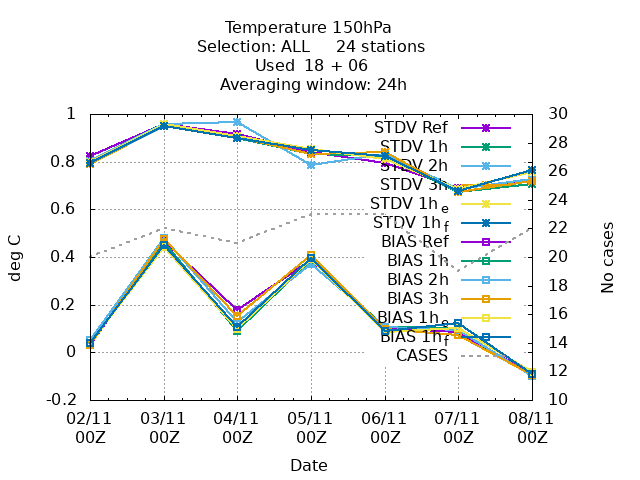 Temperature 150hPa
Selection: ALL 24 stations
Used 18 + 06
Averaging window: 24h
1
0.8
0.6
0.4
0.2
0
-0.2
deg C
30
28
26
24
22
20
18
16
14
12
10
No cases
STDV Ref
STDV 1h
STDV 2h
STDV 3h
STDV 1h e
STDV 1h f
BIAS Ref
BIAS 1h
BIAS 2h
BIAS 3h
BIAS 1h e
BIAS 1h f
CASES
02/11 03/11 04/11 05/11 06/11 07/11 08/11
00Z 00Z 00Z 00Z 00Z 00Z 00Z
Date